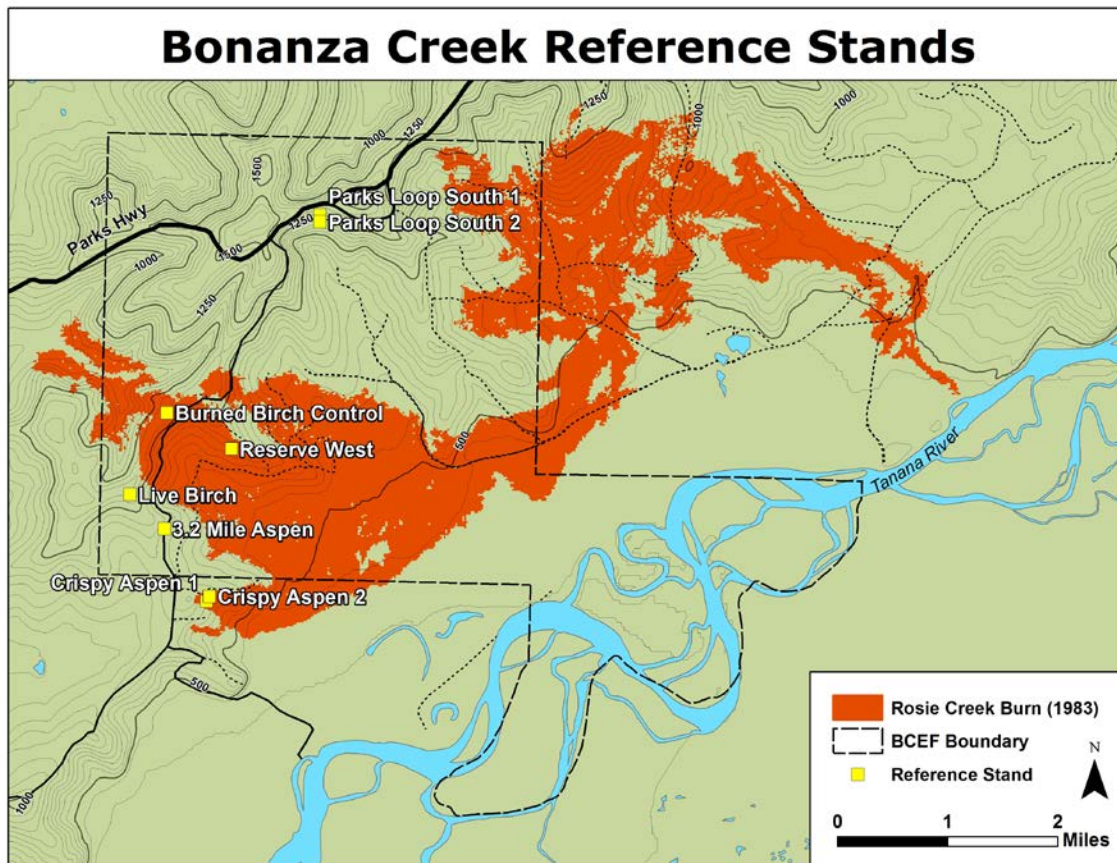 Bonanza Creek Reference Stands
1250
1000
1000
1250
1000
1250
1500
1250
Parks Loop South 1
Parks Loop South 2
1250
Parks Hwy
1500
1000
1250
Burned Birch Control
Reserve West
500
Tanana River
Live Birch
3.2 Mile Aspen
Crispy Aspen 1
Crispy Aspen 2
500
1000
Rosie Creek Burn (1983)
BCEF Boundary
Reference Stand
N
0 1 2
Miles